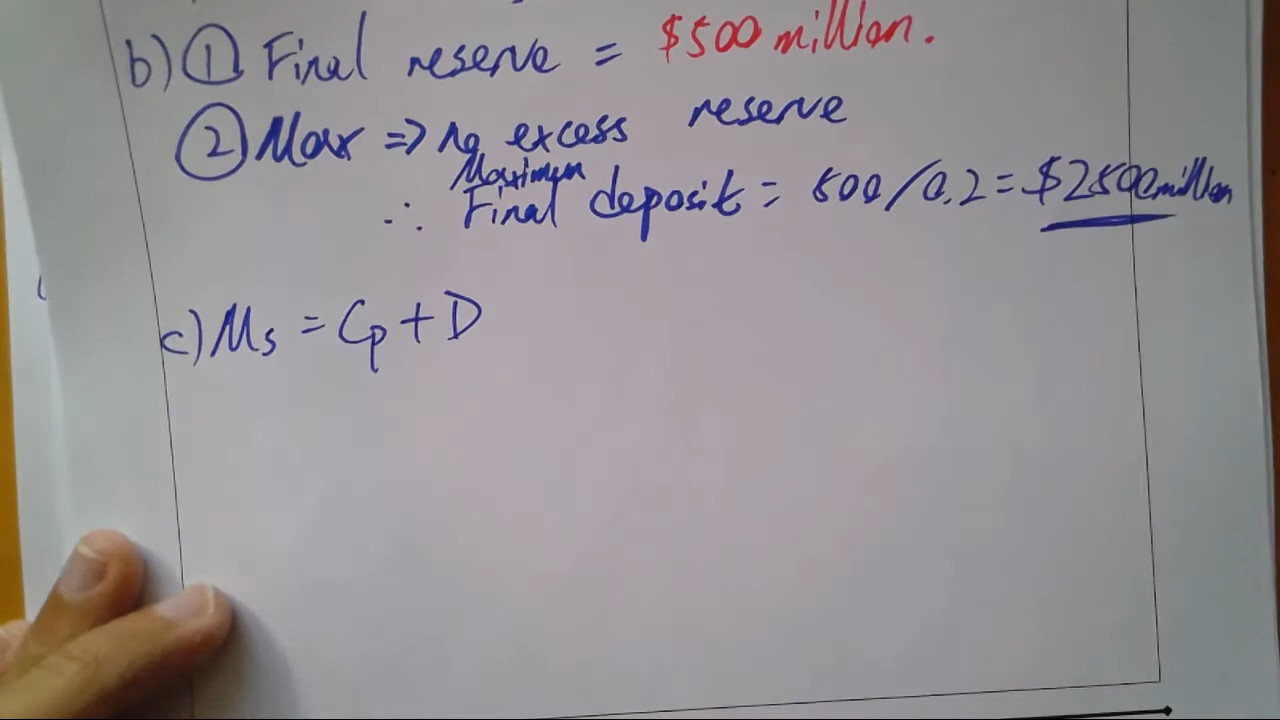 b) ① Final reserve = $500 million.
② Max => no excess reserve
Maximum
∴ Final deposit = 500/0.2 = $2500 million
c) Ms = Cp + D